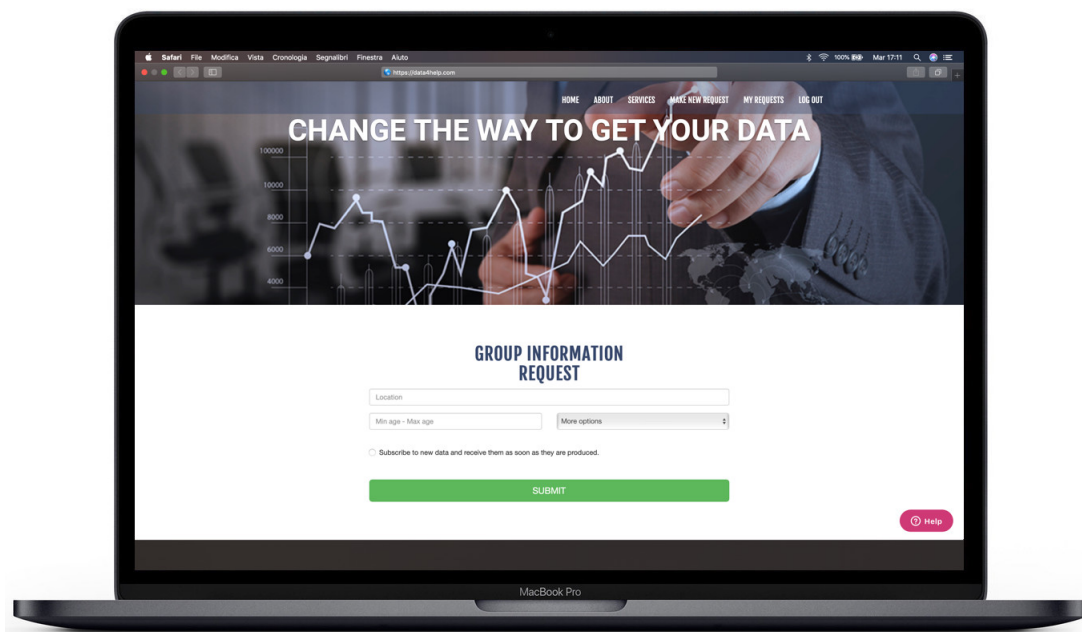 Safari File Modifica Vista Cronologia Segnalibri Finestra Aiuto 100% Mar 17:11
https://data4help.com
HOME ABOUT SERVICES MAKE NEW REQUEST MY REQUESTS LOG OUT
CHANGE THE WAY TO GET YOUR DATA
100000
10000
8000
6000
4000
GROUP INFORMATION
REQUEST
Location
Min age - Max age More options
Subscribe to new data and receive them as soon as they are produced.
SUBMIT
? Help
MacBook Pro